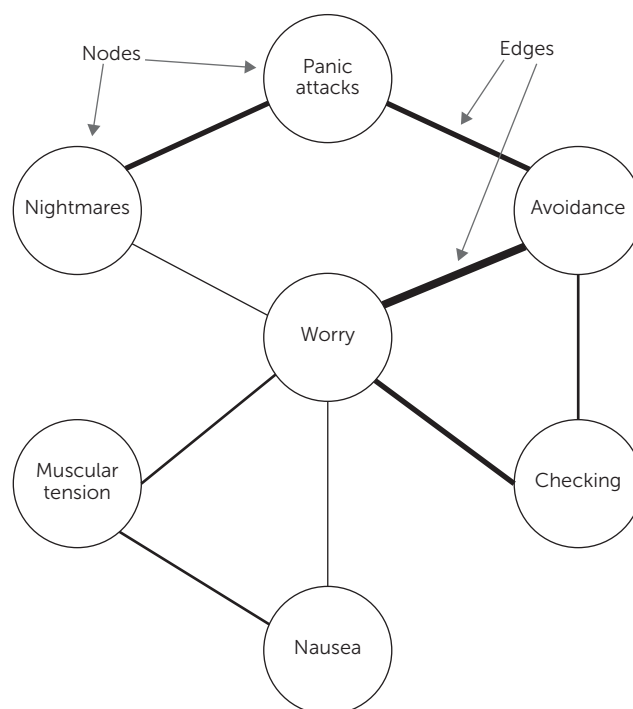 Nodes
Edges
Panic
attacks
Nightmares
Avoidance
Worry
Muscular
tension
Checking
Nausea